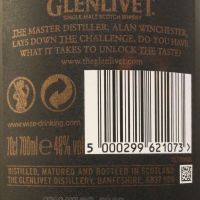 GLENLIVET
SINGLE MALT SCOTCH WHISKY
THE MASTER DISTILLER, ALAN WINCHESTER,
LAYS DOWN THE CHALLENGE. DO YOU HAVE
WHAT IT TAKES TO UNLOCK THE TASTE?
www.theglenlivet.com
www.wise-drinking.com
70cl 700ml e 48% vol
5 000299 621073
DISTILLED, MATURED AND BOTTLED IN SCOTLAND
THE GLENLIVET DISTILLERY, BANFFSHIRE, AB37 9DB